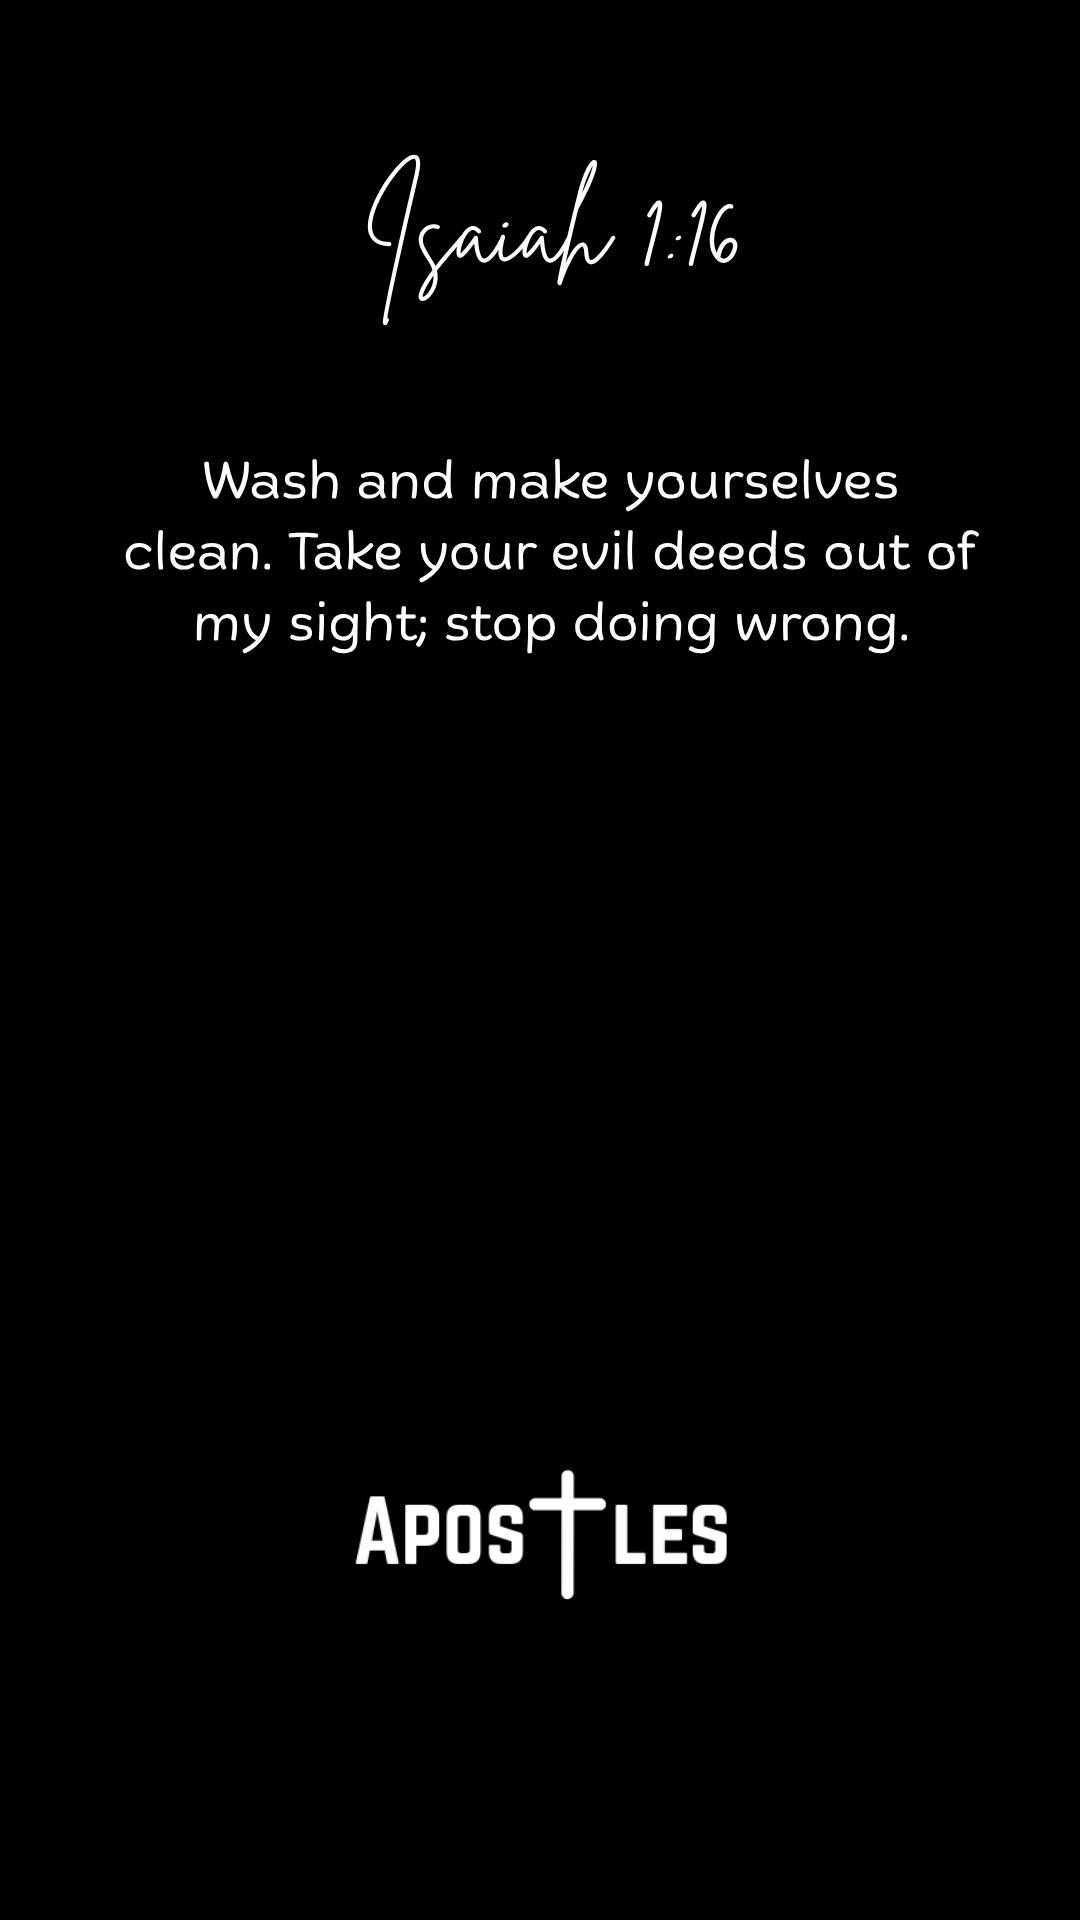 Isaiah 1:16
Wash and make yourselves
clean. Take your evil deeds out of
my sight; stop doing wrong.
APOSTLES